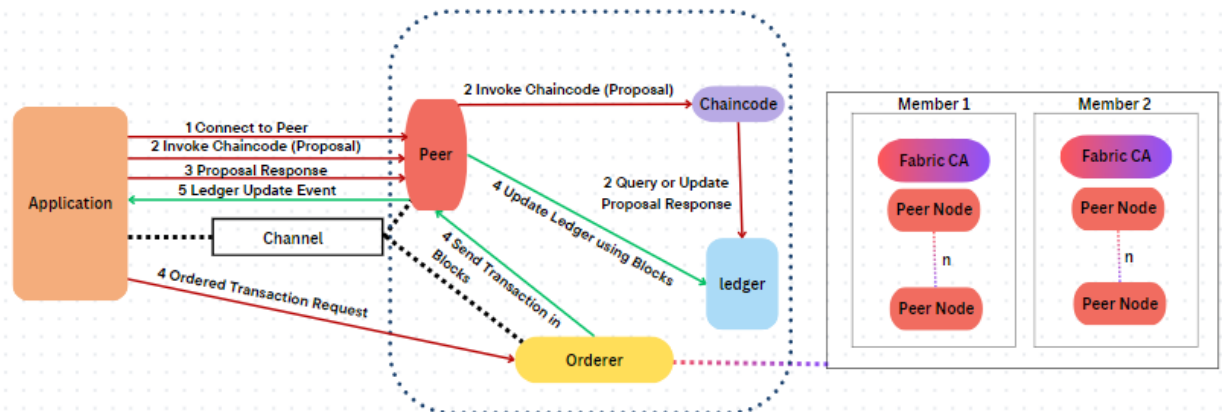 2 Invoke Chaincode (Proposal)
Chaincode
Member 1
Member 2
1 Connect to Peer
2 Invoke Chaincode (Proposal)
3 Proposal Response
5 Ledger Update Event
Peer
Fabric CA
Fabric CA
Application
2 Query or Update
Proposal Response
Peer Node
Peer Node
Channel
4 Update Ledger using Blocks
4 Send Transaction in
Blocks
n
n
4 Ordered Transaction Request
ledger
Peer Node
Peer Node
Orderer